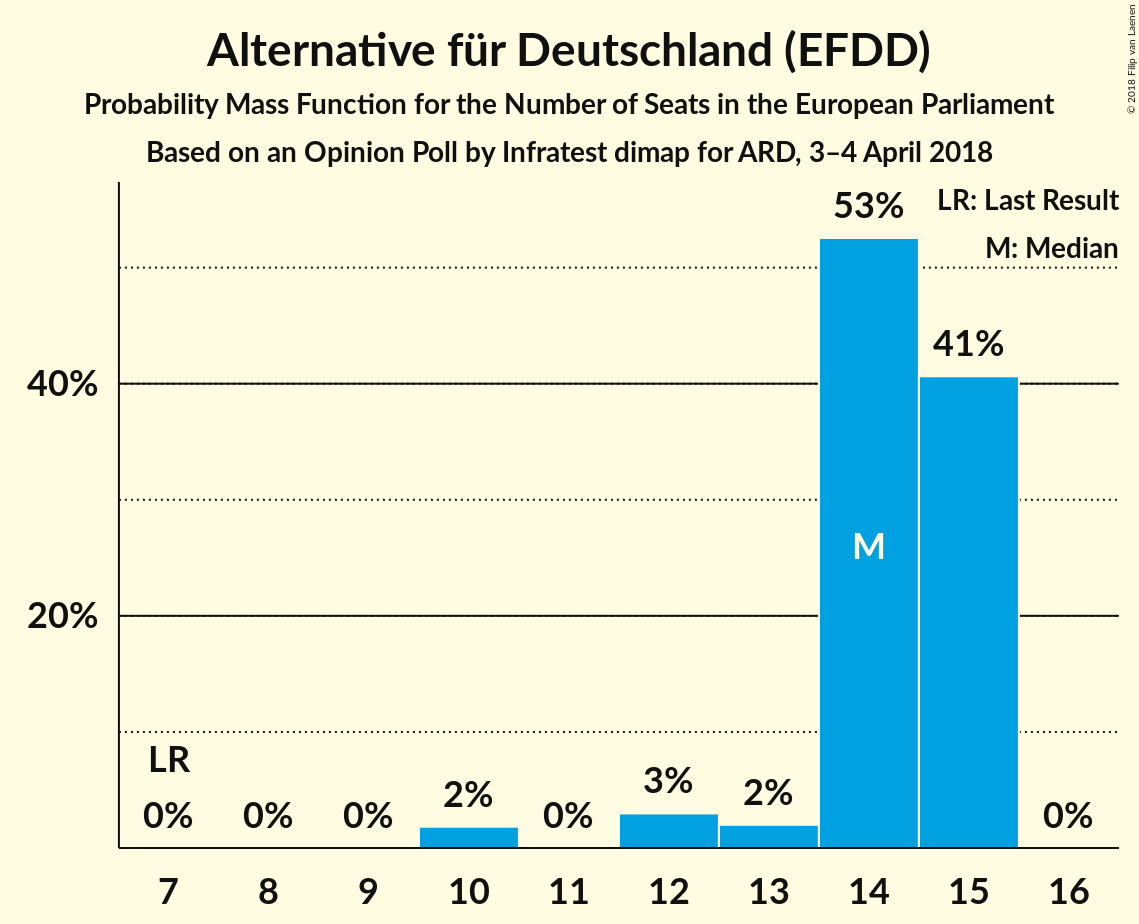 Alternative für Deutschland (EFDD)
Probability Mass Function for the Number of Seats in the European Parliament
Based on an Opinion Poll by Infratest dimap for ARD, 3–4 April 2018
© 2018 Filip van Laenen
LR: Last Result
M: Median
53%
41%
40%
M
20%
LR
0%
0%
0%
2%
0%
3%
2%
0%
7
8
9
10
11
12
13
14
15
16